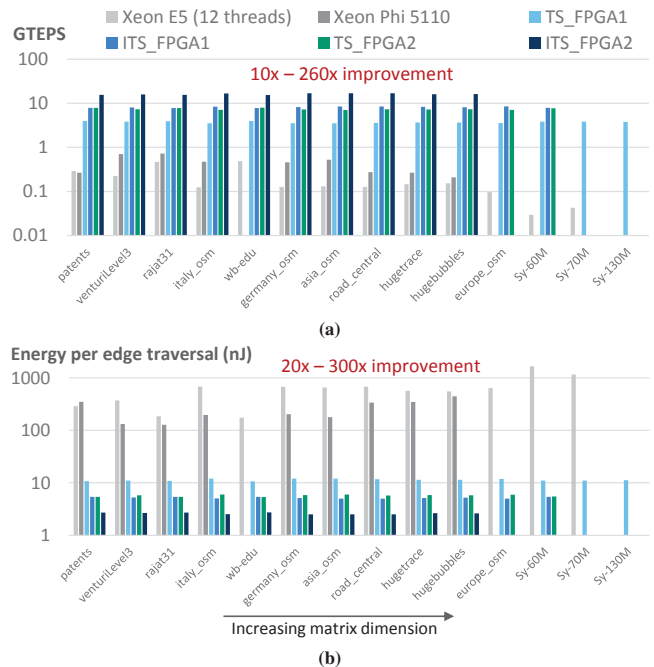 Xeon E5 (12 threads) Xeon Phi 5110 TS_FPGA1
GTEPS ITS_FPGA1 TS_FPGA2 ITS_FPGA2
100
10x – 260x improvement
10
1
0.1
0.01
patents venturiLevel3 rajat31 italy_osm wb-edu germany_osm asia_osm road_central hugetrace hugebubbles europe_osm Sy-60M Sy-70M Sy-130M
(a)
Energy per edge traversal (nJ)
20x – 300x improvement
1000
100
10
1
patents venturiLevel3 rajat31 italy_osm wb-edu germany_osm asia_osm road_central hugetrace hugebubbles europe_osm Sy-60M Sy-70M Sy-130M
Increasing matrix dimension
(b)